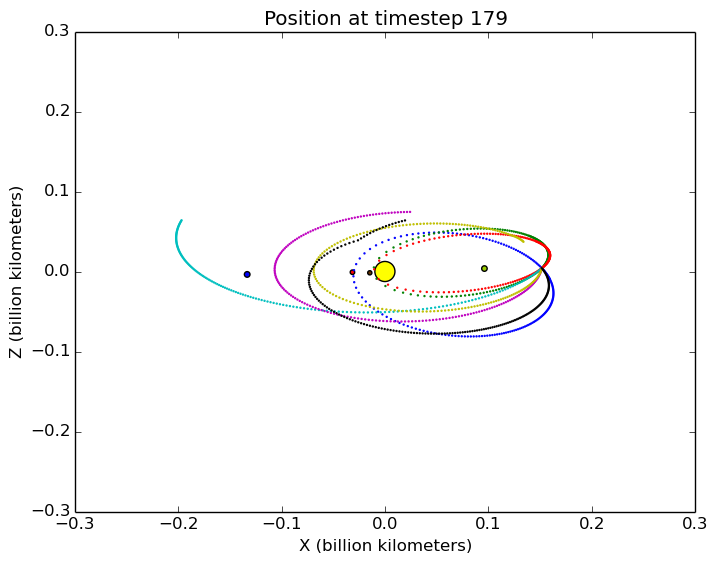 Position at timestep 179
0.3
0.2
0.1
0.0
−0.1
−0.2
−0.3
−0.3 −0.2 −0.1 0.0 0.1 0.2 0.3
X (billion kilometers)
Z (billion kilometers)